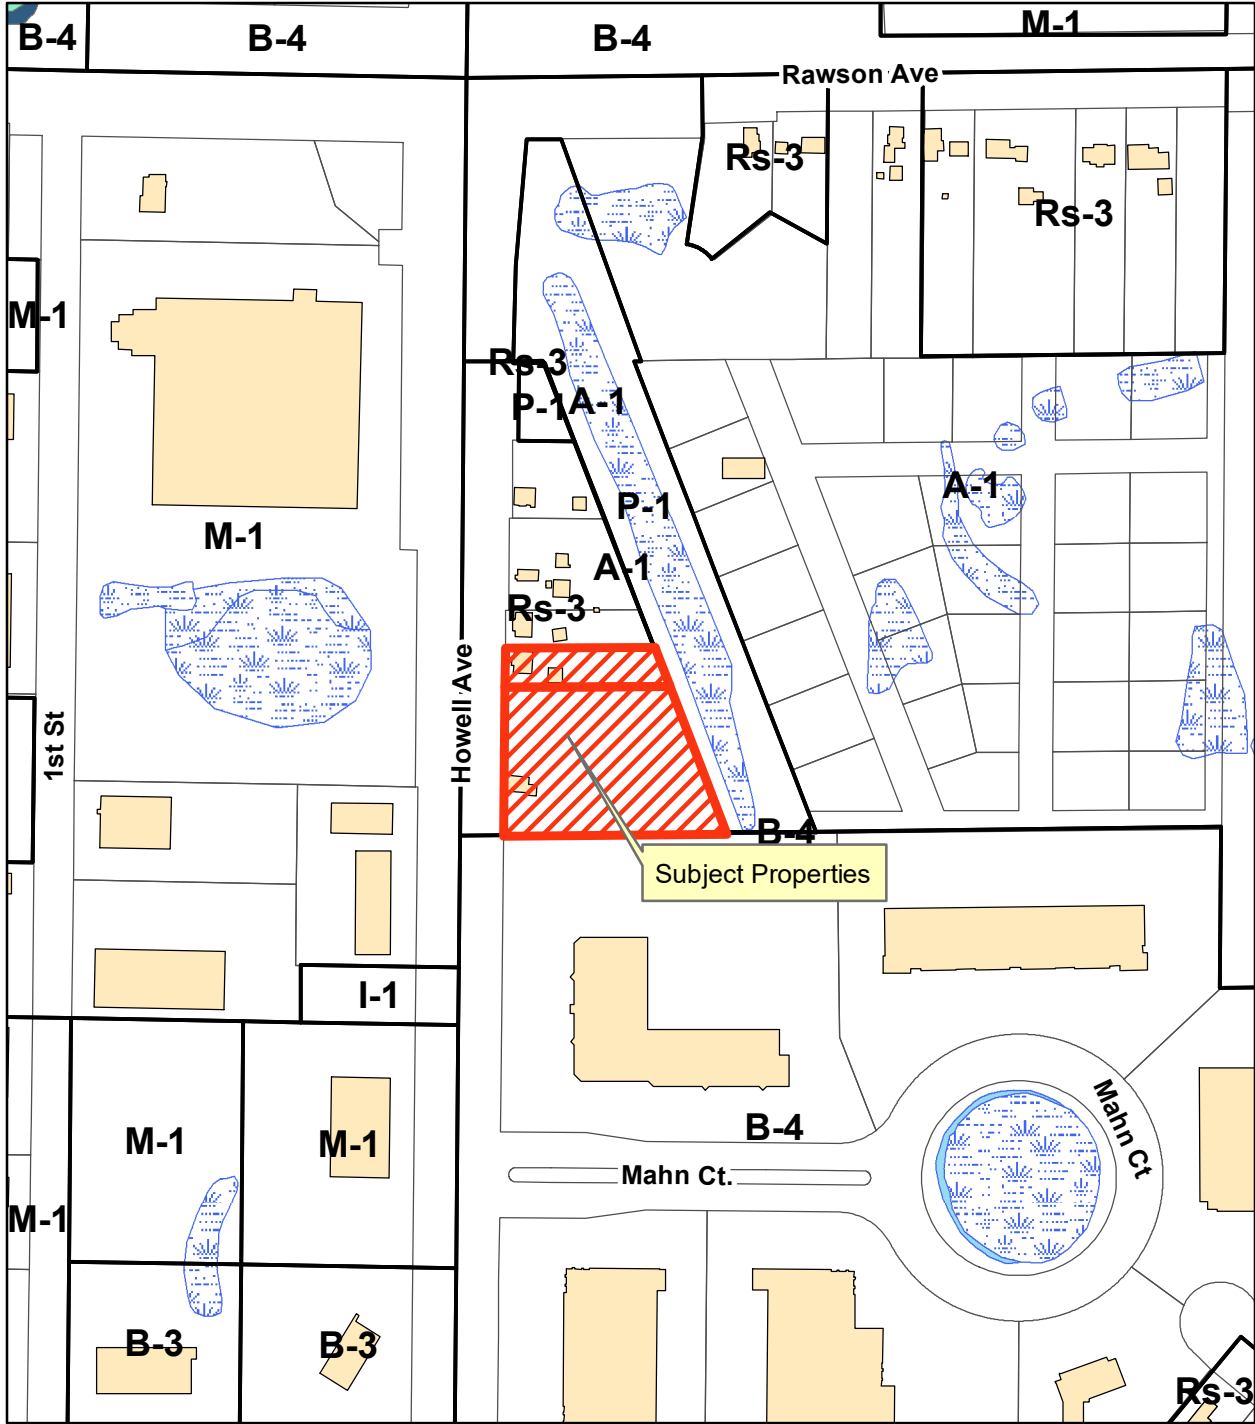 B-4
B-4
B-4
M-1
Rawson Ave
Rs-3
Rs-3
M-1
Rs-3
P-1
A-1
A-1
P-1
M-1
A-1
Rs-3
Howell Ave
1st St
B-4
Subject Properties
I-1
Mahn Ct
B-4
M-1
M-1
Mahn Ct.
M-1
B-3
B-3
Rs-3